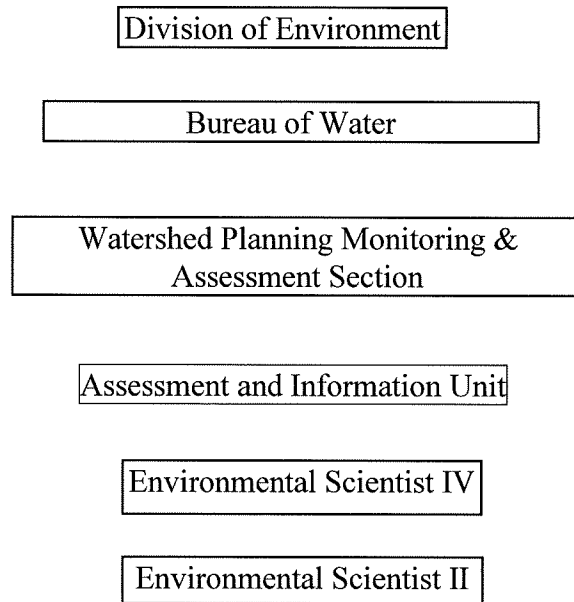 Division of Environment
Bureau of Water
Watershed Planning Monitoring &
Assessment Section
Assessment and Information Unit
Environmental Scientist IV
Environmental Scientist II